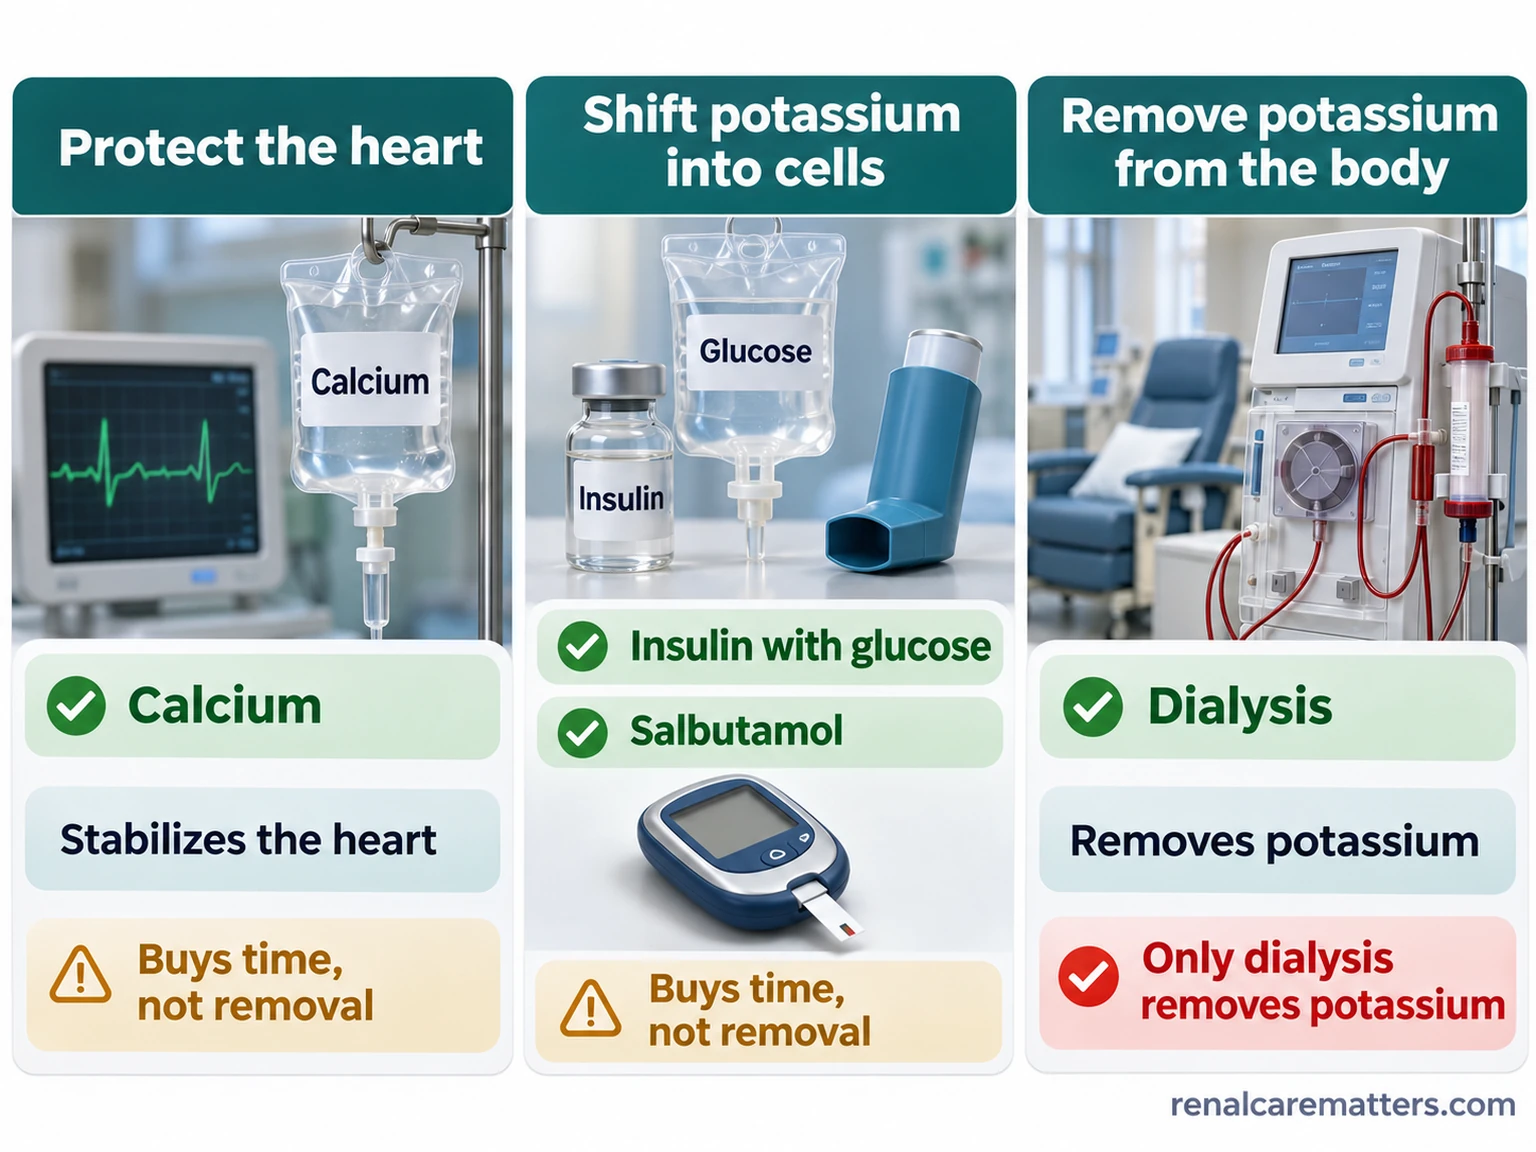 Protect the heart
Calcium
Calcium
Stabilizes the heart
Buys time,
not removal
Shift potassium
into cells
Glucose
Insulin
Insulin with glucose
Salbutamol
Buys time,
not removal
Remove potassium
from the body
Dialysis
Removes potassium
Only dialysis
removes potassium
renalcarematters.com